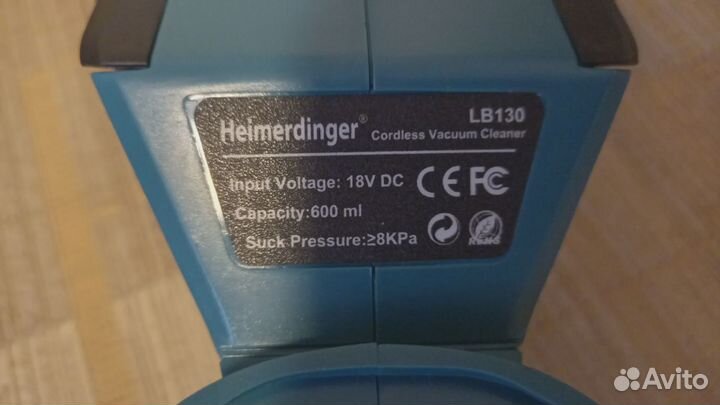 Heimerdinger® LB130
Cordless Vacuum Cleaner
Input Voltage: 18V DC CE FC
Capacity:600 ml
Suck Pressure:≥8KPa RoHS
Avito